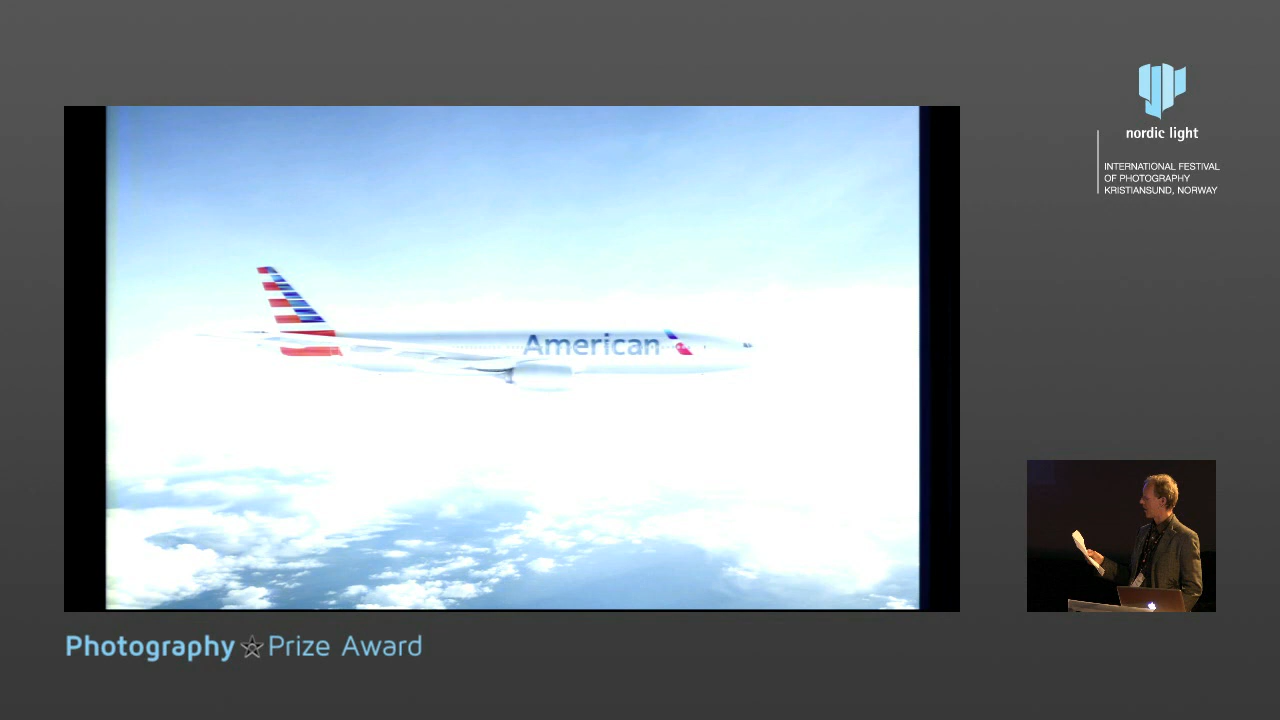 nordic light
INTERNATIONAL FESTIVAL
OF PHOTOGRAPHY
KRISTIANSUND, NORWAY
American
Photography Prize Award